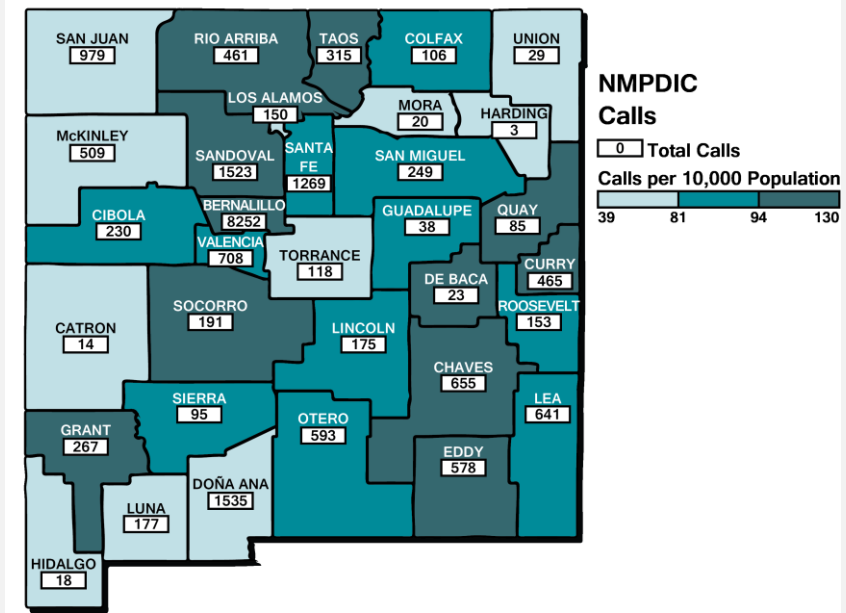 SAN JUAN
979
RIO ARRIBA
461
TAOS
315
COLFAX
106
UNION
29
LOS ALAMOS
150
MORA
20
HARDING
3
McKINLEY
509
SANDOVAL
1523
SANTA
FE
1269
SAN MIGUEL
249
CIBOLA
230
BERNALILLO
8252
VALENCIA
708
TORRANCE
118
GUADALUPE
38
QUAY
85
CURRY
465
DE BACA
23
ROOSEVELT
153
CATRON
14
SOCORRO
191
LINCOLN
175
CHAVES
655
SIERRA
95
OTERO
593
LEA
641
GRANT
267
EDDY
578
DOÑA ANA
1535
LUNA
177
HIDALGO
18
NMPDIC
Calls
0 Total Calls
Calls per 10,000 Population
39 81 94 130